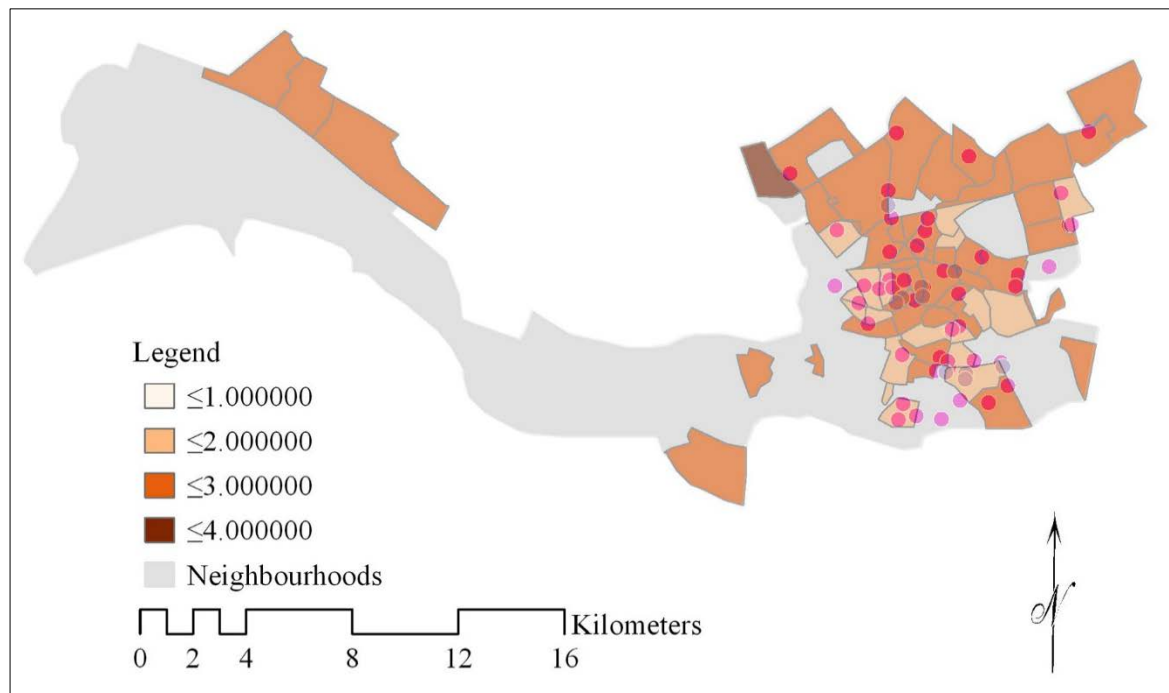 Legend
≤1.000000
≤2.000000
≤3.000000
≤4.000000
Neighbourhoods
Kilometers
0 2 4 8 12 16
N